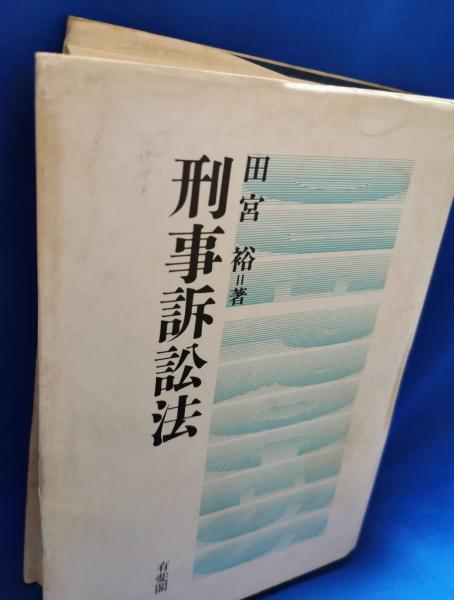 田宮 裕=著
刑事訴訟法
有斐閣